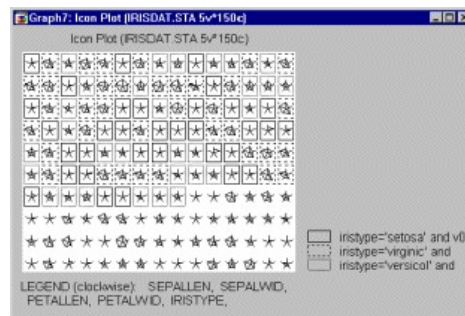 Graph7: Icon Plot (IRISDAT.STA 5v*150c)
Icon Plot (IRISDAT.STA 5v*150c)
iristype='setosa' and v0
iristype='virginic' and
iristype='versicol' and
LEGEND (clockwise): SEPALLEN, SEPALWID,
PETALLEN, PETALWID, IRISTYPE,